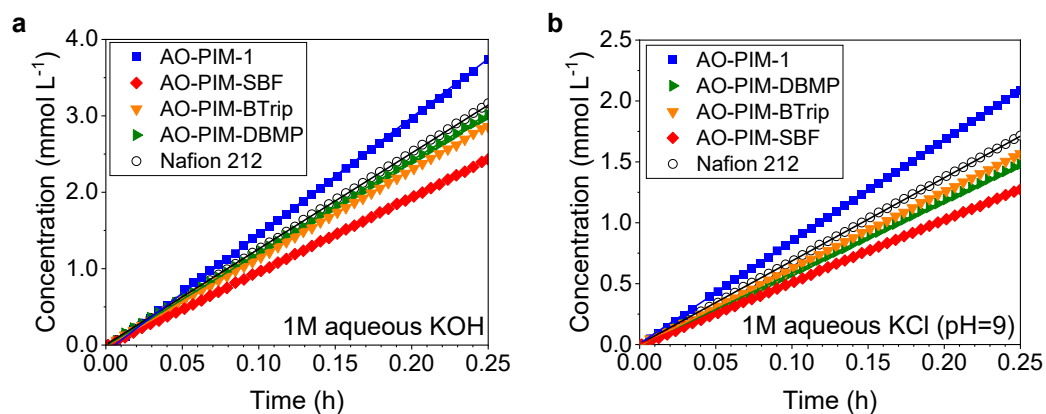 a
4.0
3.0
2.0
1.0
0.0
Concentration (mmol L⁻¹)
AO-PIM-1
AO-PIM-SBF
AO-PIM-BTrip
AO-PIM-DBMP
Nafion 212
1M aqueous KOH
0.00 0.05 0.10 0.15 0.20 0.25
Time (h)
b
2.5
2.0
1.5
1.0
0.5
0.0
Concentration (mmol L⁻¹)
AO-PIM-1
AO-PIM-DBMP
AO-PIM-BTrip
AO-PIM-SBF
Nafion 212
1M aqueous KCl (pH=9)
0.00 0.05 0.10 0.15 0.20 0.25
Time (h)